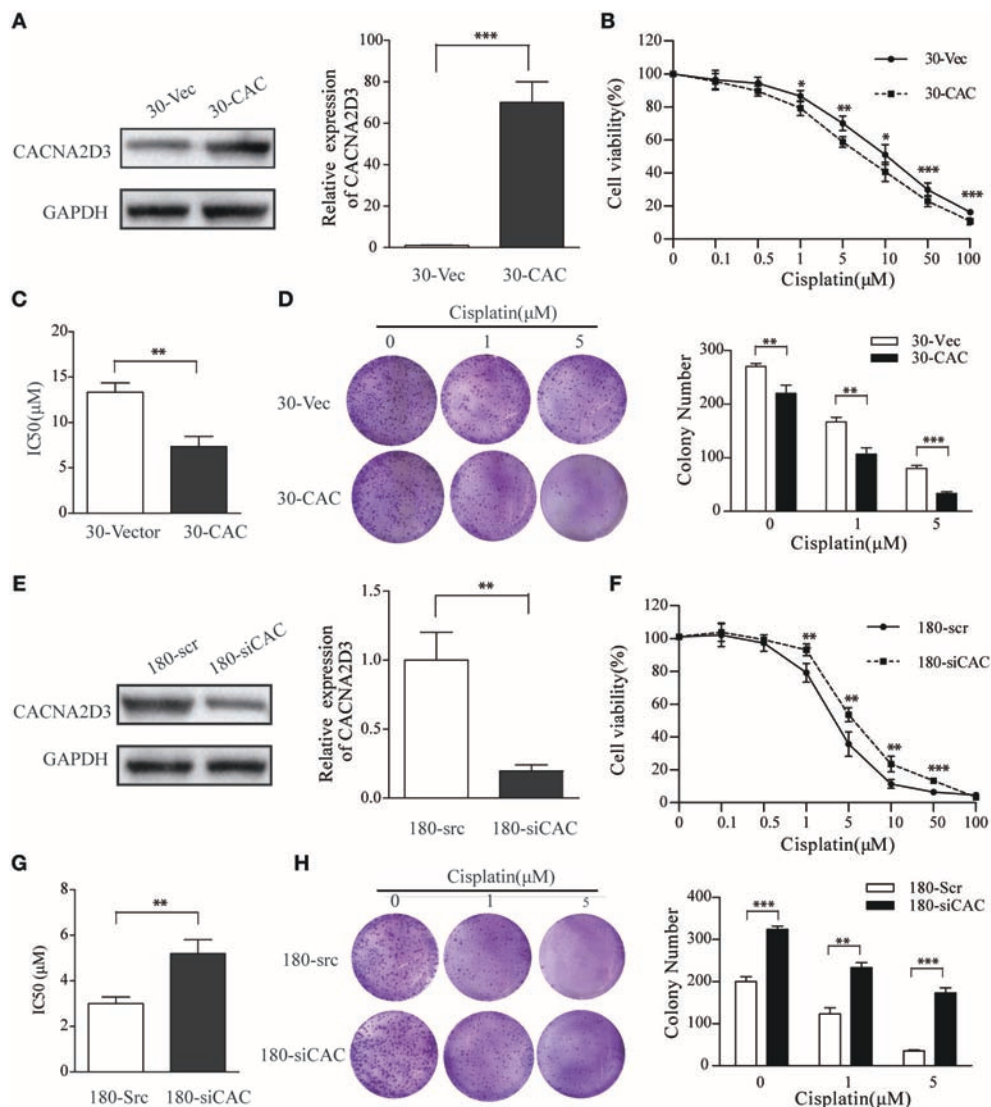 A
30-Vec
30-CAC
CACNA2D3
GAPDH
Relative expression
of CACNA2D3
100
80
60
40
20
0
***
30-Vec
30-CAC
B
Cell viability(%)
120
100
80
60
40
20
0
30-Vec
30-CAC
*
**
*
***
***
0 0.1 0.5 1 5 10 50 100
Cisplatin(μM)
C
IC50(μM)
20
15
10
5
0
**
30-Vector
30-CAC
D
Cisplatin(μM)
0 1 5
30-Vec
30-CAC
Colony Number
300
200
100
0
30-Vec
30-CAC
**
**
***
0 1 5
Cisplatin(μM)
E
180-scr
180-siCAC
CACNA2D3
GAPDH
Relative expression
of CACNA2D3
1.5
1.0
0.5
0.0
**
180-src
180-siCAC
F
Cell viability(%)
120
100
80
60
40
20
0
180-scr
180-siCAC
**
**
**
***
0 0.1 0.5 1 5 10 50 100
Cisplatin(μM)
G
IC50 (μM)
8
6
4
2
0
**
180-Src
180-siCAC
H
Cisplatin(μM)
0 1 5
180-src
180-siCAC
Colony Number
400
300
200
100
0
180-Scr
180-siCAC
***
**
***
0 1 5
Cisplatin(μM)